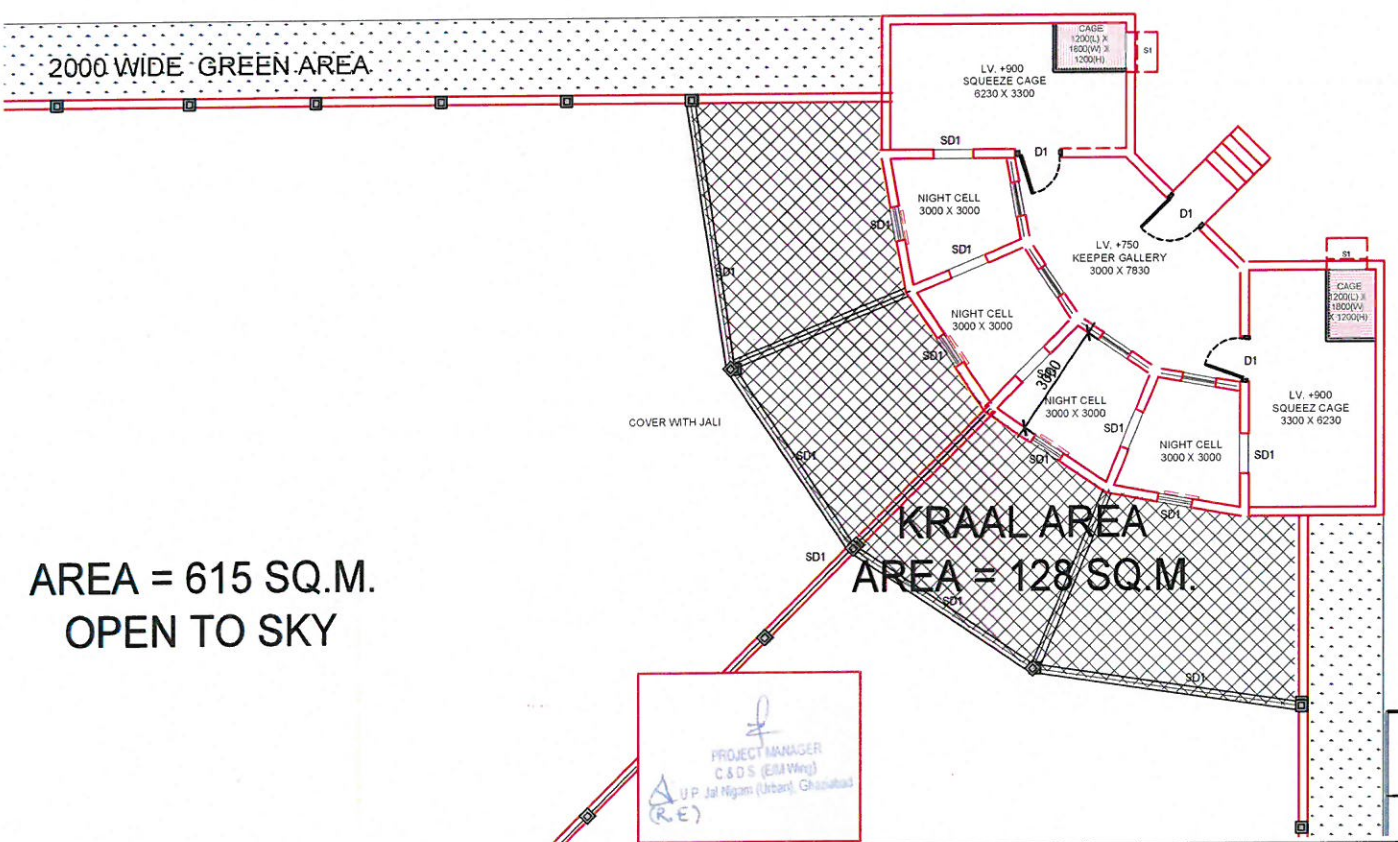 2000 WIDE GREEN AREA
CAGE
1200(L) X
1800(W) X
1200(H)
S1
LV. +900
SQUEEZE CAGE
6230 X 3300
SD1
D1
NIGHT CELL
3000 X 3000
SD1
SD1
D1
LV. +750
KEEPER GALLERY
3000 X 7830
S1
CAGE
1200(L) X
1800(W)
X 1200(H)
SD1
NIGHT CELL
3000 X 3000
SD1
SD1
3000
D1
NIGHT CELL
3000 X 3000
LV. +900
SQUEEZ CAGE
3300 X 6230
COVER WITH JALI
SD1
NIGHT CELL
3000 X 3000
SD1
SD1
SD1
SD1
KRAAL AREA
AREA = 128 SQ.M.
SD1
SD1
SD1
AREA = 615 SQ.M.
OPEN TO SKY
PROJECT MANAGER
C & D S (E/M Wing)
U P Jal Nigam (Urban), Ghaziabad
(R.E)